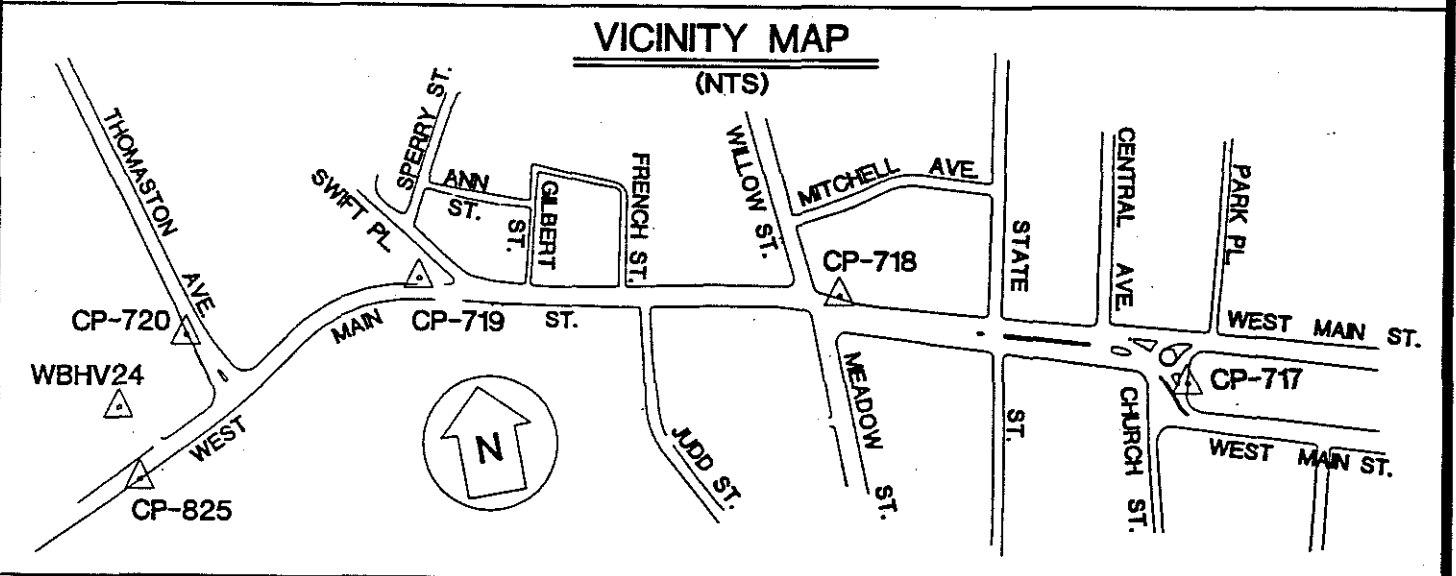 VICINITY MAP
(NTS)
THOMASTON
AVE.
SWIFT PL.
SPERRY ST.
ANN
ST.
GILBERT
ST.
FRENCH ST.
WILLOW ST.
MITCHELL AVE.
STATE
ST.
CENTRAL AVE.
PARK PL.
CP-718
CP-720
CP-719
WEST MAIN ST.
WEST MAIN ST.
WBHV24
CP-717
MEADOW ST.
JUDD ST.
CHURCH ST.
WEST MAIN ST.
N
CP-825